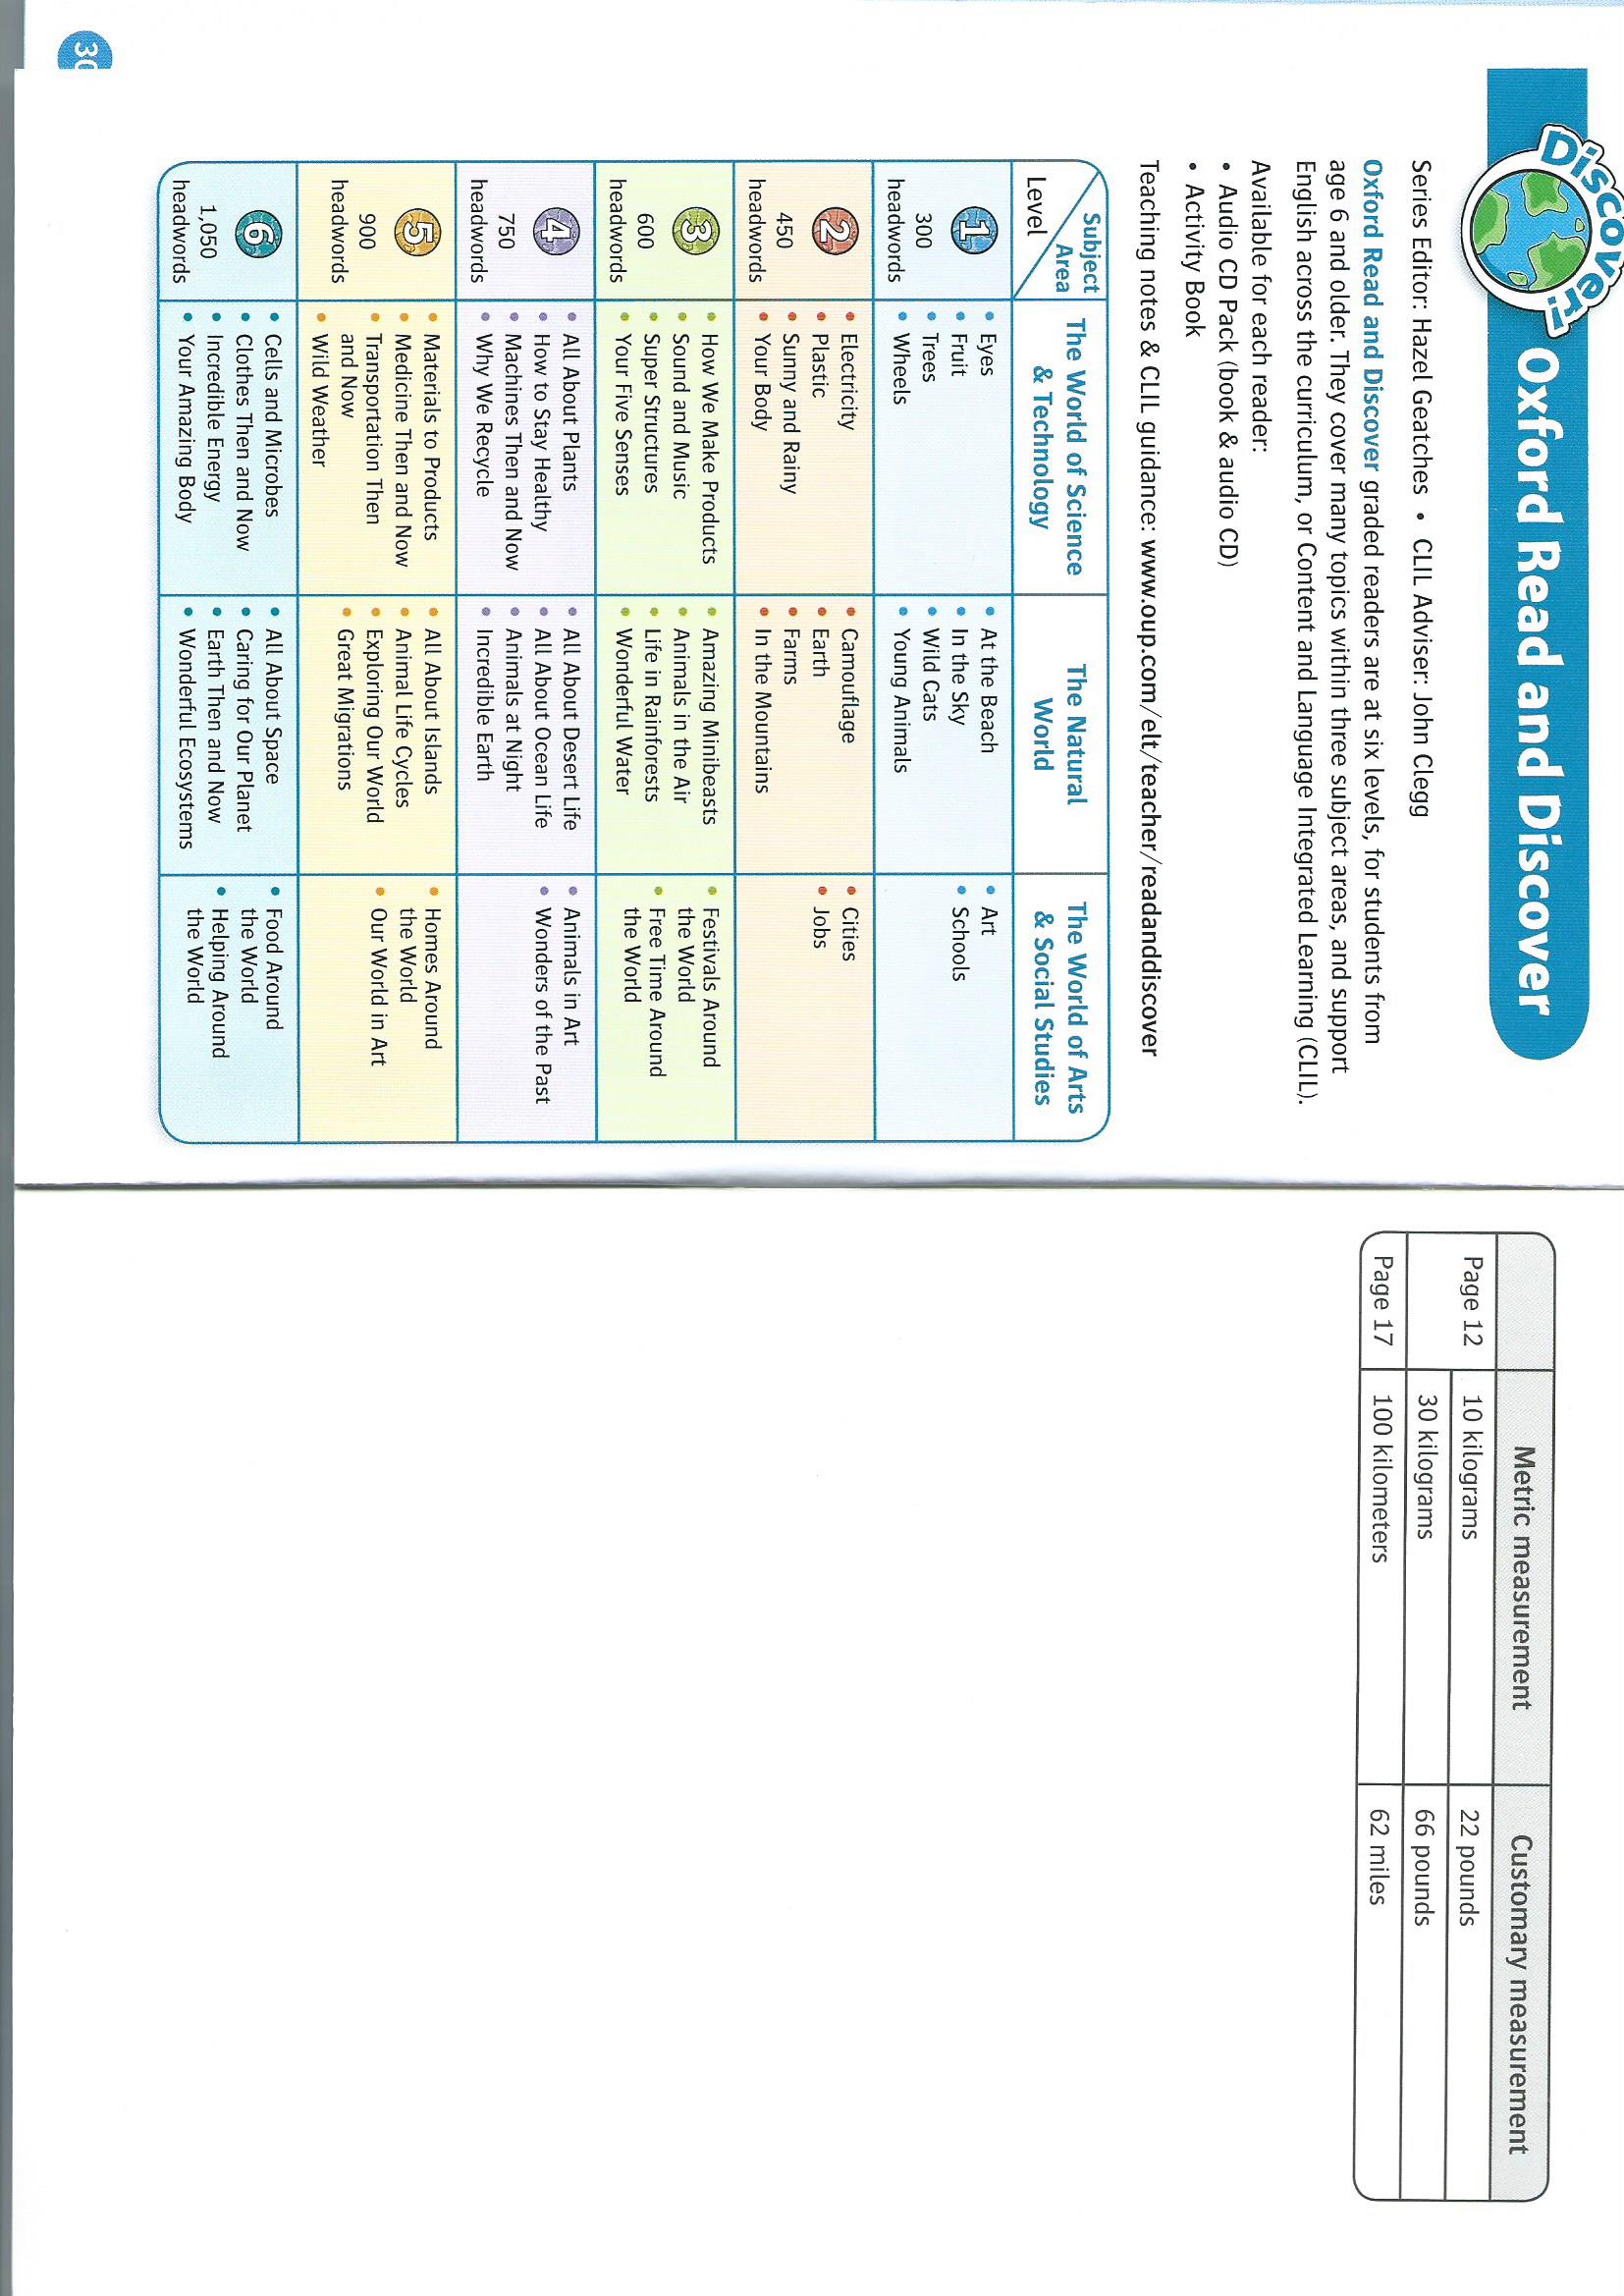 Discover!
Oxford Read and Discover
Series Editor: Hazel Geatches • CLIL Adviser: John Clegg
Oxford Read and Discover graded readers are at six levels, for students from
age 6 and older. They cover many topics within three subject areas, and support
English across the curriculum, or Content and Language Integrated Learning (CLIL).
Available for each reader:
• Audio CD Pack (book & audio CD)
• Activity Book
Teaching notes & CLIL guidance: www.oup.com/elt/teacher/readanddiscover
Subject
Area
Level
The World of Science
& Technology
The Natural
World
The World of Arts
& Social Studies
1
300
headwords
• Eyes
• Fruit
• Trees
• Wheels
• At the Beach
• In the Sky
• Wild Cats
• Young Animals
• Art
• Schools
2
450
headwords
• Electricity
• Plastic
• Sunny and Rainy
• Your Body
• Camouflage
• Earth
• Farms
• In the Mountains
• Cities
• Jobs
3
600
headwords
• How We Make Products
• Sound and Music
• Super Structures
• Your Five Senses
• Amazing Minibeasts
• Animals in the Air
• Life in Rainforests
• Wonderful Water
• Festivals Around
the World
• Free Time Around
the World
4
750
headwords
• All About Plants
• How to Stay Healthy
• Machines Then and Now
• Why We Recycle
• All About Desert Life
• All About Ocean Life
• Animals at Night
• Incredible Earth
• Animals in Art
• Wonders of the Past
5
900
headwords
• Materials to Products
• Medicine Then and Now
• Transportation Then
and Now
• Wild Weather
• All About Islands
• Animal Life Cycles
• Exploring Our World
• Great Migrations
• Homes Around
the World
• Our World in Art
6
1,050
headwords
• Cells and Microbes
• Clothes Then and Now
• Incredible Energy
• Your Amazing Body
• All About Space
• Caring for Our Planet
• Earth Then and Now
• Wonderful Ecosystems
• Food Around
the World
• Helping Around
the World
Metric measurement Customary measurement
Page 12 10 kilograms 22 pounds
30 kilograms 66 pounds
Page 17 100 kilometers 62 miles